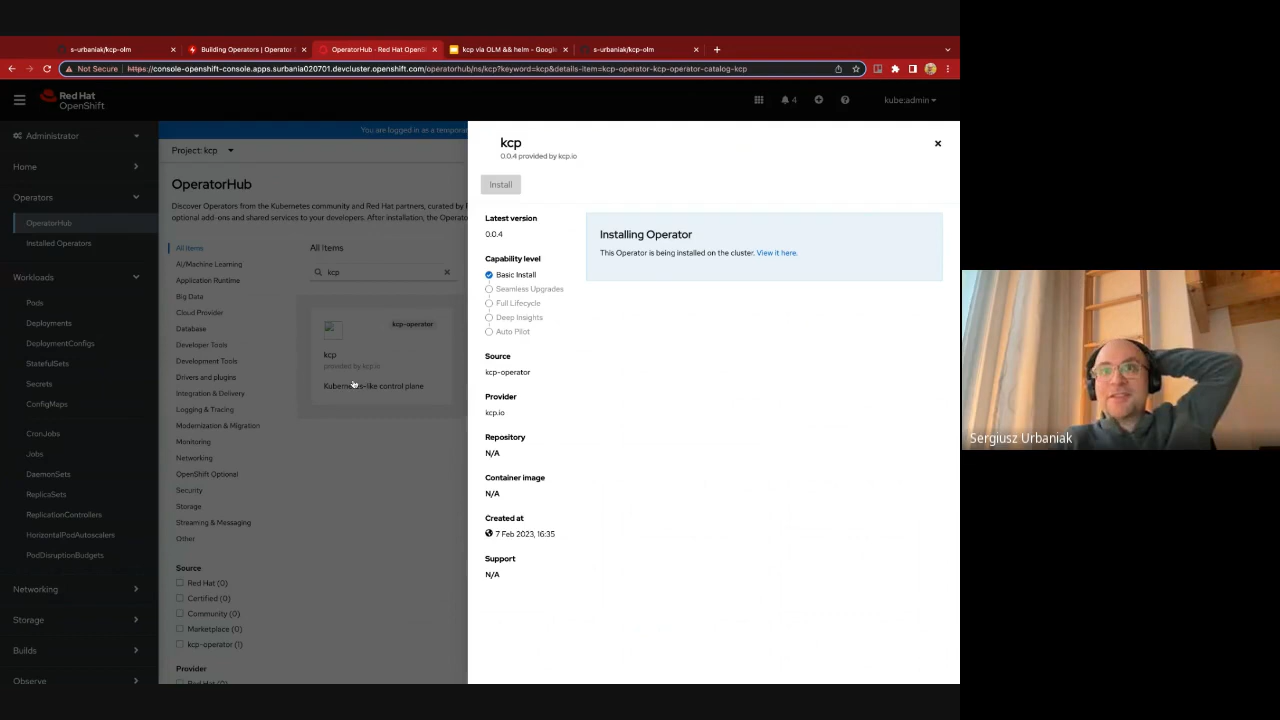 s-urbaniak/kcp-olm
Building Operators | Operator
OperatorHub · Red Hat OpenS
kcp via OLM && helm - Google
s-urbaniak/kcp-olm
Not Secure
https://console-openshift-console.apps.surbania020701.devcluster.openshift.com/operatorhub/ns/kcp?keyword=kcp&details-item=kcp-operator-kcp-operator-catalog-kcp
Red Hat
OpenShift
4
kube:admin
Administrator
Home
Operators
OperatorHub
Installed Operators
Workloads
Pods
Deployments
DeploymentConfigs
StatefulSets
Secrets
ConfigMaps
CronJobs
Jobs
DaemonSets
ReplicaSets
ReplicationControllers
HorizontalPodAutoscalers
PodDisruptionBudgets
Networking
Storage
Builds
Observe
You are logged in as a tempora
Project: kcp
OperatorHub
Discover Operators from the Kubernetes community and Red Hat partners, curated by
optional add-ons and shared services to your developers. After installation, the Operato
All Items
AI/Machine Learning
Application Runtime
Big Data
Cloud Provider
Database
Developer Tools
Development Tools
Drivers and plugins
Integration & Delivery
Logging & Tracing
Modernization & Migration
Monitoring
Networking
OpenShift Optional
Security
Storage
Streaming & Messaging
Other
Source
Red Hat (0)
Certified (0)
Community (0)
Marketplace (0)
kcp-operator (1)
Provider
Red Hat (0)
All Items
kcp
kcp-operator
kcp
provided by kcp.io
Kubernetes-like control plane
kcp
0.0.4 provided by kcp.io
Install
Latest version
0.0.4
Capability level
Basic Install
Seamless Upgrades
Full Lifecycle
Deep Insights
Auto Pilot
Source
kcp-operator
Provider
kcp.io
Repository
N/A
Container image
N/A
Created at
7 Feb 2023, 16:35
Support
N/A
Installing Operator
This Operator is being installed on the cluster. View it here.
Sergiusz Urbaniak